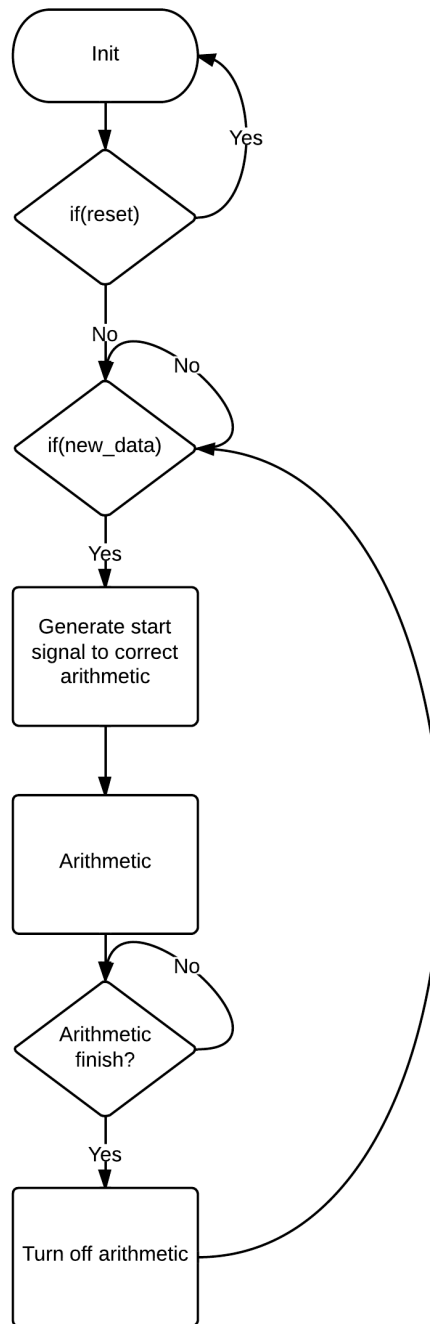 Init
Yes
if(reset)
No
No
if(new_data)
Yes
Generate start
signal to correct
arithmetic
Arithmetic
No
Arithmetic
finish?
Yes
Turn off arithmetic